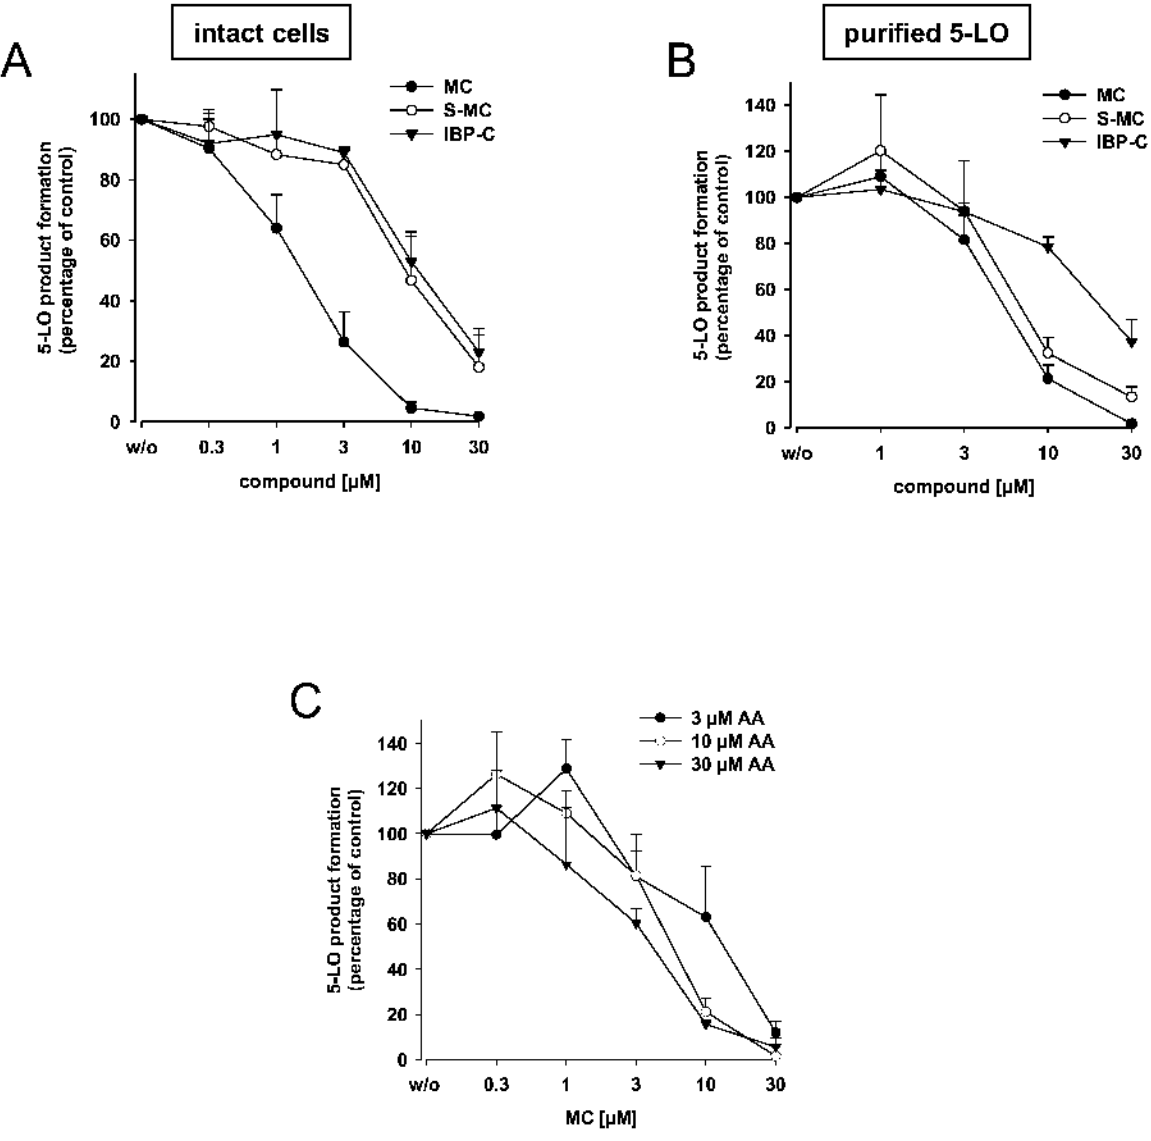 intact cells
A
MC
S-MC
IBP-C
5-LO product formation
(percentage of control)
100
80
60
40
20
0
w/o 0.3 1 3 10 30
compound [µM]
purified 5-LO
B
MC
S-MC
IBP-C
5-LO product formation
(percentage of control)
140
120
100
80
60
40
20
0
w/o 1 3 10 30
compound [µM]
C
3 µM AA
10 µM AA
30 µM AA
5-LO product formation
(percentage of control)
140
120
100
80
60
40
20
0
w/o 0.3 1 3 10 30
MC [µM]